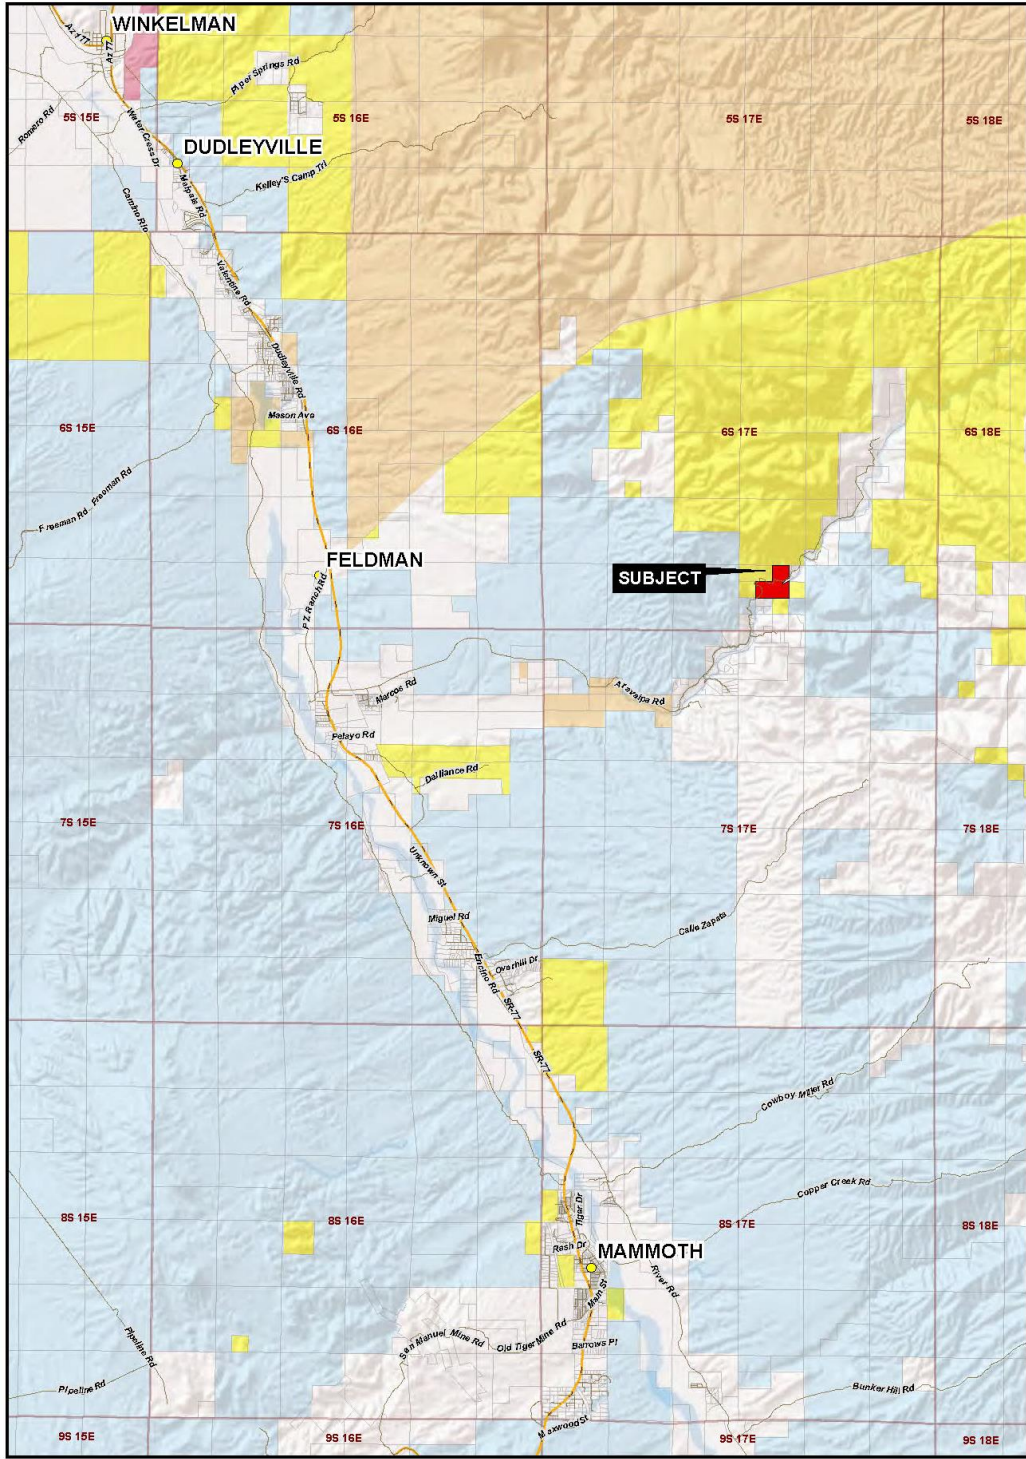 WINKELMAN
Az 77
Az 77
Piper Springs Rd
Romero Rd
5S 15E
5S 16E
5S 17E
5S 18E
Water Cress Dr
DUDLEYVILLE
Kelley'S Camp Trl
Malpais Rd
Camino Rio
Valentine Rd
Dudleyville Rd
Mason Ave
6S 15E
6S 16E
6S 17E
6S 18E
Freeman Rd
Freeman Rd
FELDMAN
SUBJECT
P Z Ranch Rd
Marcos Rd
Aravaipa Rd
Pelayo Rd
Dalliance Rd
7S 15E
7S 16E
7S 17E
7S 18E
Unknown St
Miguel Rd
Calle Zapata
Encino Rd
Overhill Dr
SR-77
SR-77
Cowboy Miller Rd
Copper Creek Rd
8S 15E
8S 16E
Tiger Dr
8S 17E
8S 18E
Rash Dr
MAMMOTH
River Rd
Main St
San Manuel Mine Rd
Old Tiger Mine Rd
Barrows Pl
Pipeline Rd
Pipeline Rd
Bunker Hill Rd
Maxwood St
9S 15E
9S 16E
9S 17E
9S 18E